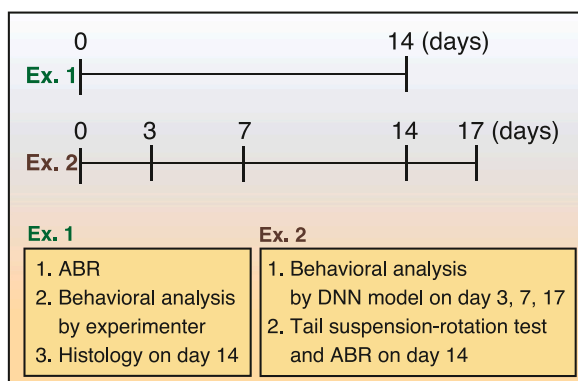 0 14 (days)
Ex. 1
0 3 7 14 17 (days)
Ex. 2
Ex. 1
1. ABR
2. Behavioral analysis
by experimenter
3. Histology on day 14
Ex. 2
1. Behavioral analysis
by DNN model on day 3, 7, 17
2. Tail suspension-rotation test
and ABR on day 14